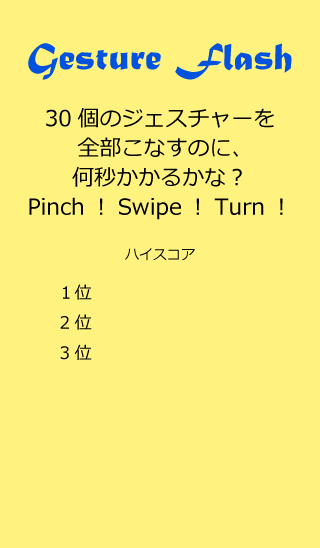 Gesture Flash
30 個のジェスチャーを
全部こなすのに、
何秒かかるかな？
Pinch ！ Swipe ！ Turn ！
ハイスコア
１位
２位
３位